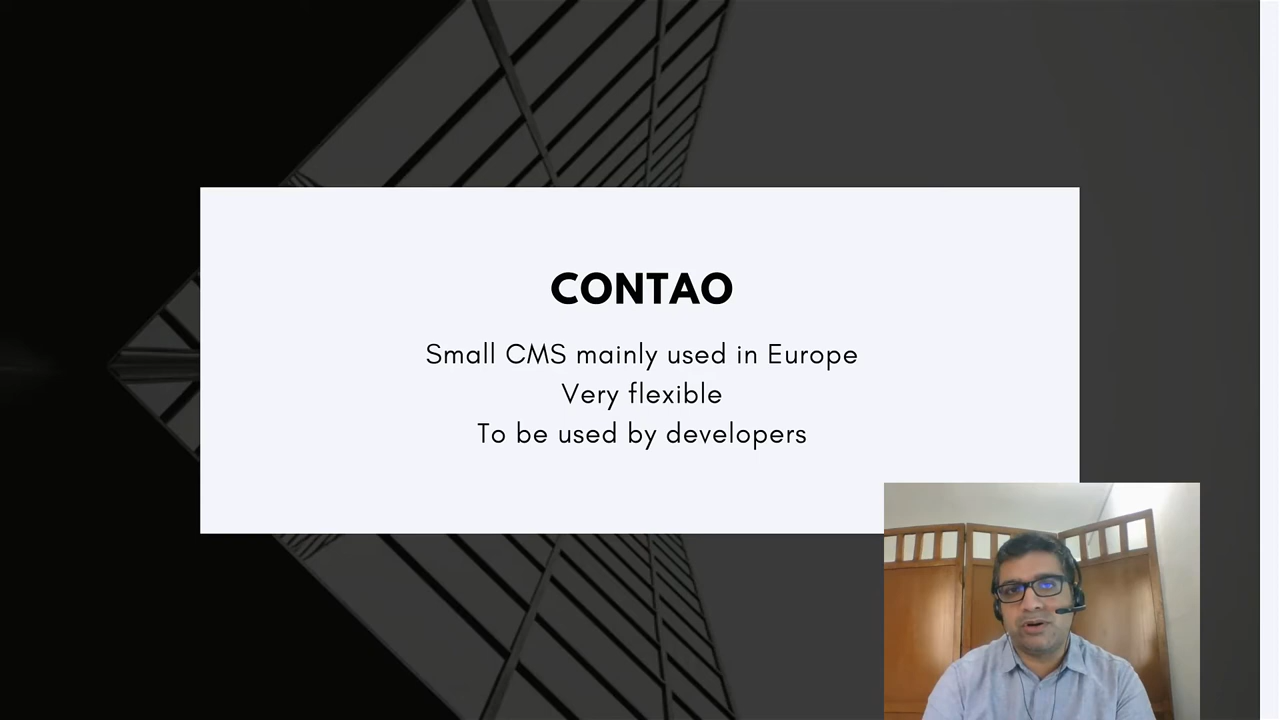 CONTAO
Small CMS mainly used in Europe
Very flexible
To be used by developers